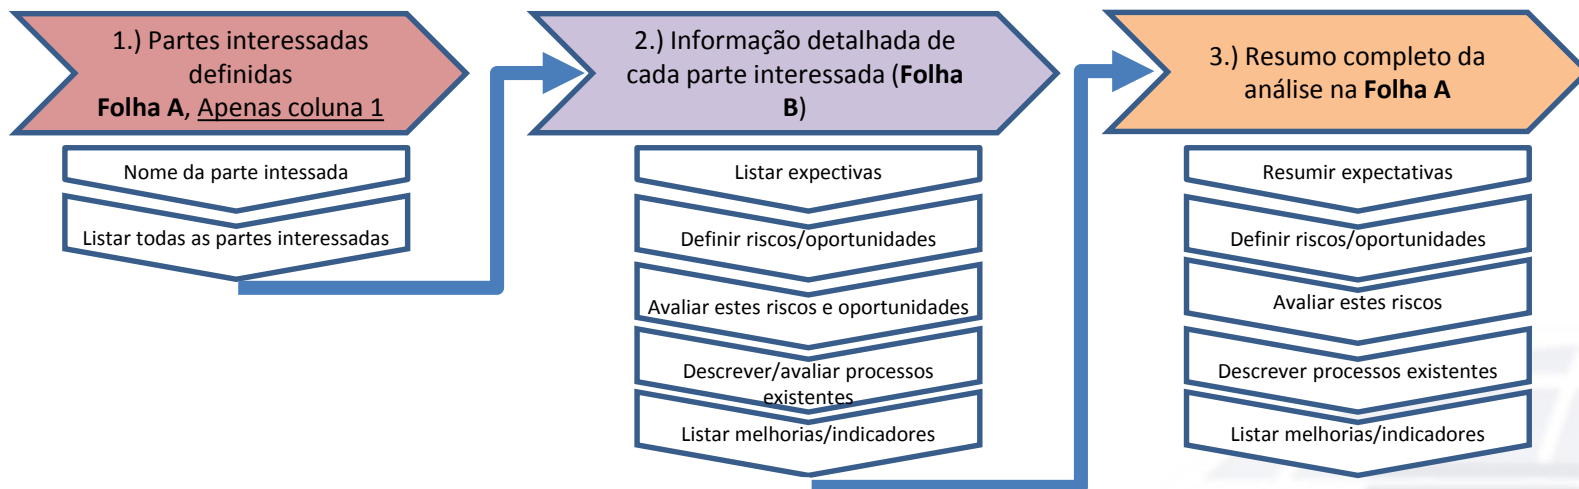 1.) Partes interessadas
definidas
Folha A, Apenas coluna 1
Nome da parte intessada
Listar todas as partes interessadas
2.) Informação detalhada de
cada parte interessada (Folha
B)
Listar expectivas
Definir riscos/oportunidades
Avaliar estes riscos e oportunidades
Descrever/avaliar processos
existentes
Listar melhorias/indicadores
3.) Resumo completo da
análise na Folha A
Resumir expectativas
Definir riscos/oportunidades
Avaliar estes riscos
Descrever processos existentes
Listar melhorias/indicadores